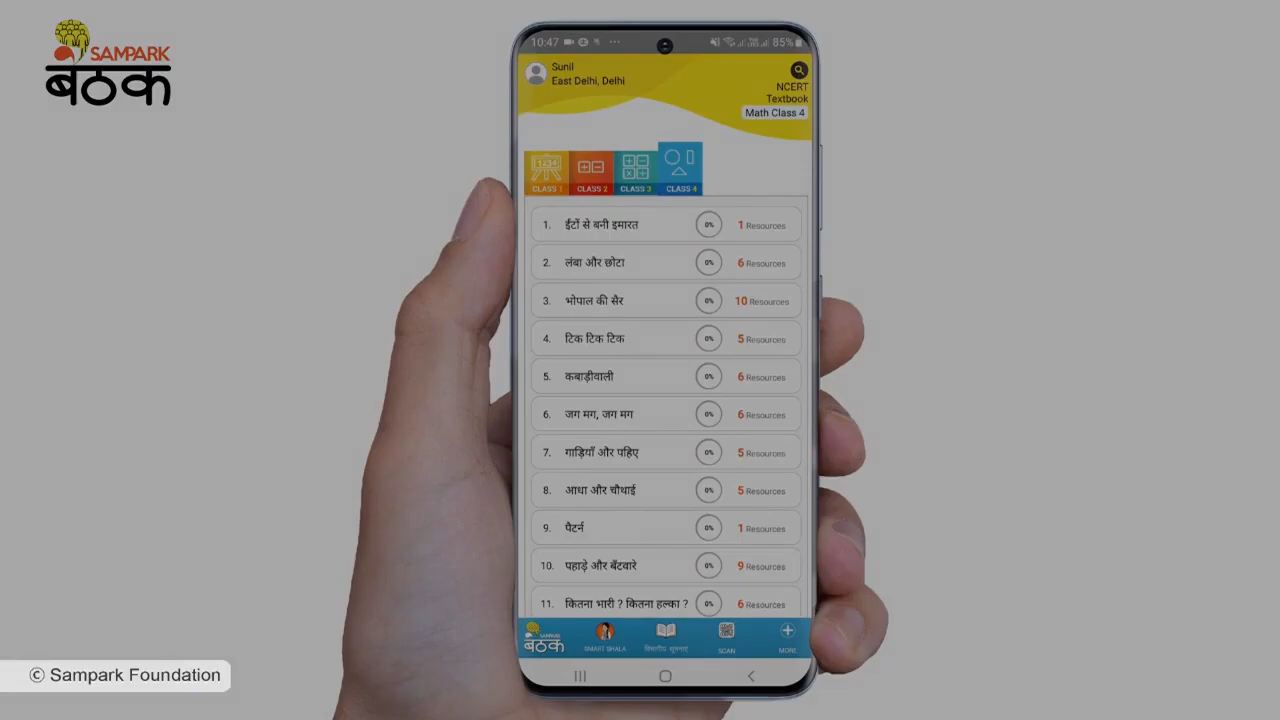 SAMPARK
बैठक
10:47
85%
Sunil
East Delhi, Delhi
NCERT
Textbook
Math Class 4
1234
CLASS 1
CLASS 2
CLASS 3
CLASS 4
1. ईंटों से बनी इमारत 0% 1 Resources
2. लंबा और छोटा 0% 6 Resources
3. भोपाल की सैर 0% 10 Resources
4. टिक टिक टिक 0% 5 Resources
5. कबाड़ीवाली 0% 6 Resources
6. जग मग, जग मग 0% 6 Resources
7. गाड़ियाँ और पहिए 0% 5 Resources
8. आधा और चौथाई 0% 5 Resources
9. पैटर्न 0% 1 Resources
10. पहाड़े और बँटवारे 0% 9 Resources
11. कितना भारी ? कितना हल्का ? 0% 6 Resources
SAMPARK
बैठक
SMART SHALA
विभागीय सूचनाएं
SCAN
MORE
© Sampark Foundation